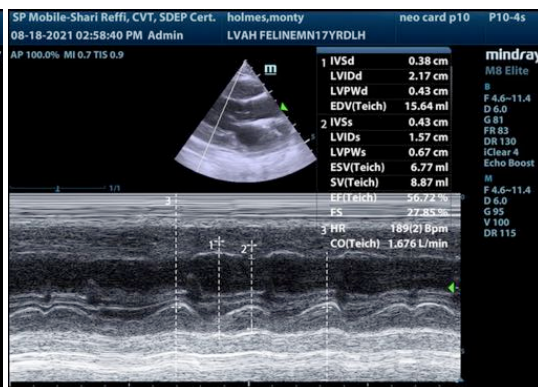 SP Mobile-Shari Reffi, CVT, SDEP Cert. holmes,monty neo card p10 P10-4s
08-18-2021 02:58:40 PM Admin LVAH FELINEMN17YRDLH
AP 100.0% MI 0.7 TIS 0.9
m
mindray
M8 Elite
B
F 4.6~11.4
D 6.0
G 81
FR 83
DR 130
iClear 4
Echo Boost
M
F 4.6~11.4
D 6.0
G 95
V 100
DR 115
1 IVSd 0.38 cm
LVIDd 2.17 cm
LVPWd 0.43 cm
EDV(Teich) 15.64 ml
2 IVSs 0.43 cm
LVIDs 1.57 cm
LVPWs 0.67 cm
ESV(Teich) 6.77 ml
SV(Teich) 8.87 ml
EF(Teich) 56.72 %
FS 27.85 %
3 HR 189(2) Bpm
CO(Teich) 1.676 L/min
1/1
3
1
2